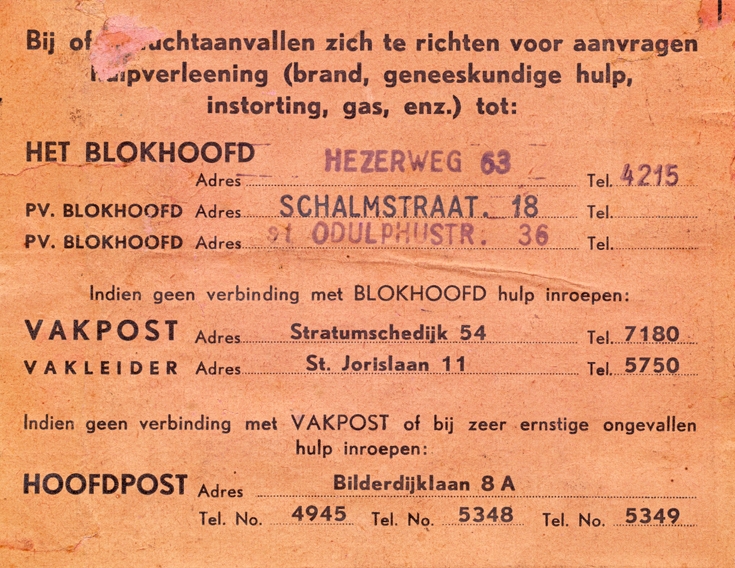 Bij of luchtaanvallen zich te richten voor aanvragen
hulpverleening (brand, geneeskundige hulp,
instorting, gas, enz.) tot:
HET BLOKHOOFD
Adres HEZERWEG 63 Tel. 4215
PV. BLOKHOOFD Adres SCHALMSTRAAT. 18 Tel.
PV. BLOKHOOFD Adres st ODULPHUSTR. 36 Tel.
Indien geen verbinding met BLOKHOOFD hulp inroepen:
VAKPOST Adres Stratumschedijk 54 Tel. 7180
VAKLEIDER Adres St. Jorislaan 11 Tel. 5750
Indien geen verbinding met VAKPOST of bij zeer ernstige ongevallen
hulp inroepen:
HOOFDPOST Adres Bilderdijklaan 8 A
Tel. No. 4945 Tel. No. 5348 Tel. No. 5349